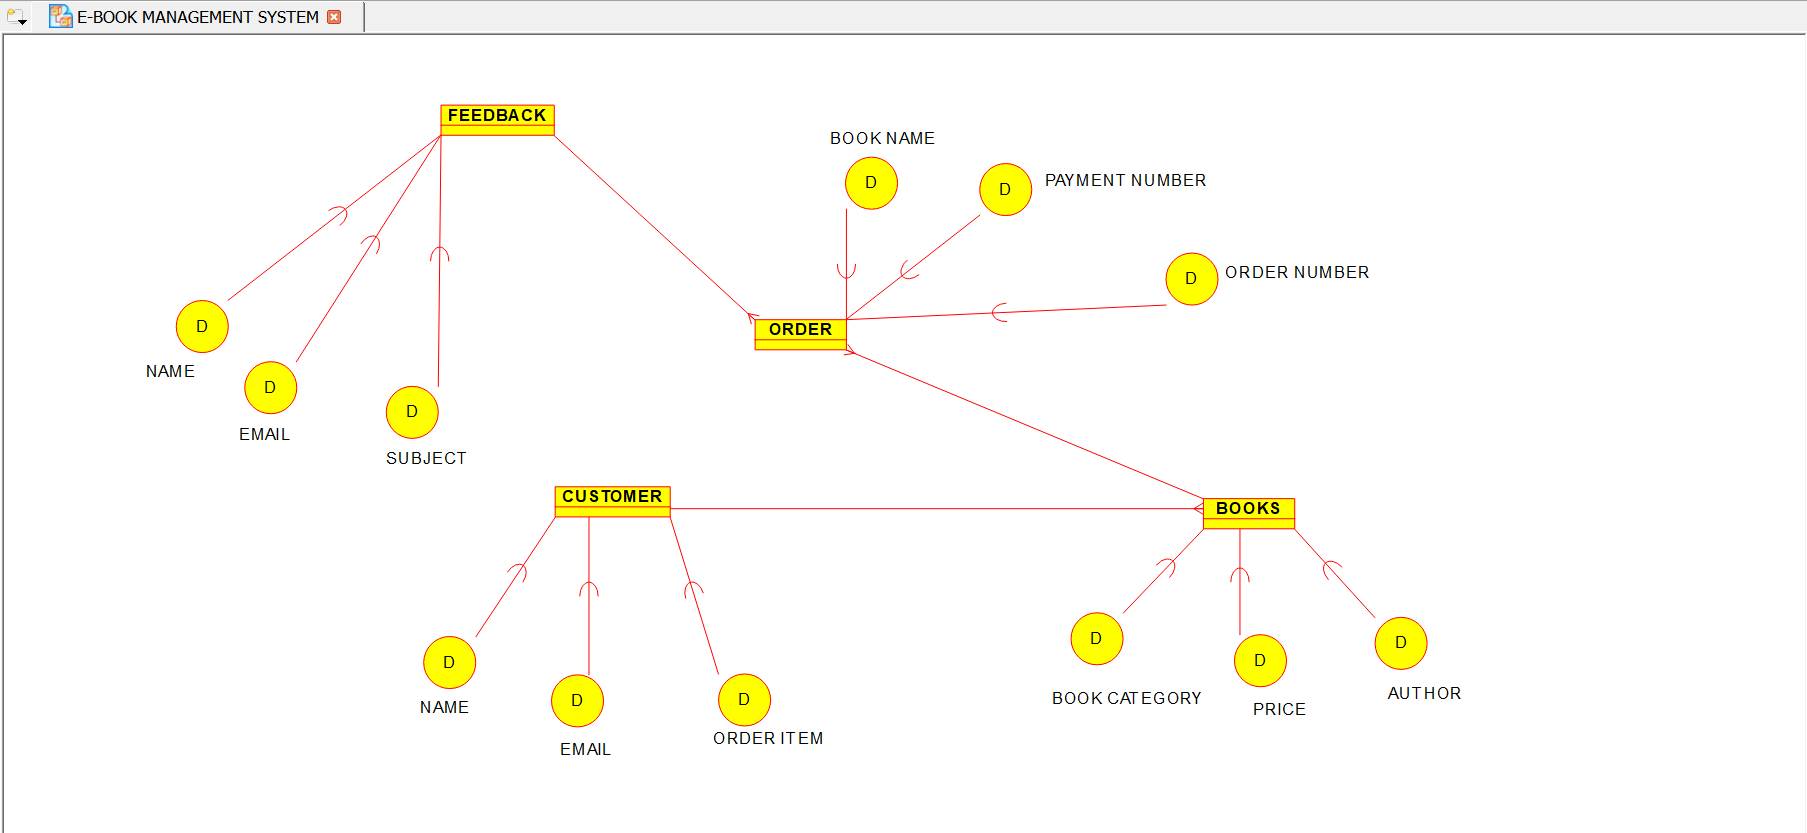 E-BOOK MANAGEMENT SYSTEM
FEEDBACK
BOOK NAME
D
D
PAYMENT NUMBER
D
ORDER NUMBER
ORDER
D
NAME
D
EMAIL
D
SUBJECT
CUSTOMER
BOOKS
D
NAME
D
EMAIL
D
ORDER ITEM
D
BOOK CATEGORY
D
PRICE
D
AUTHOR